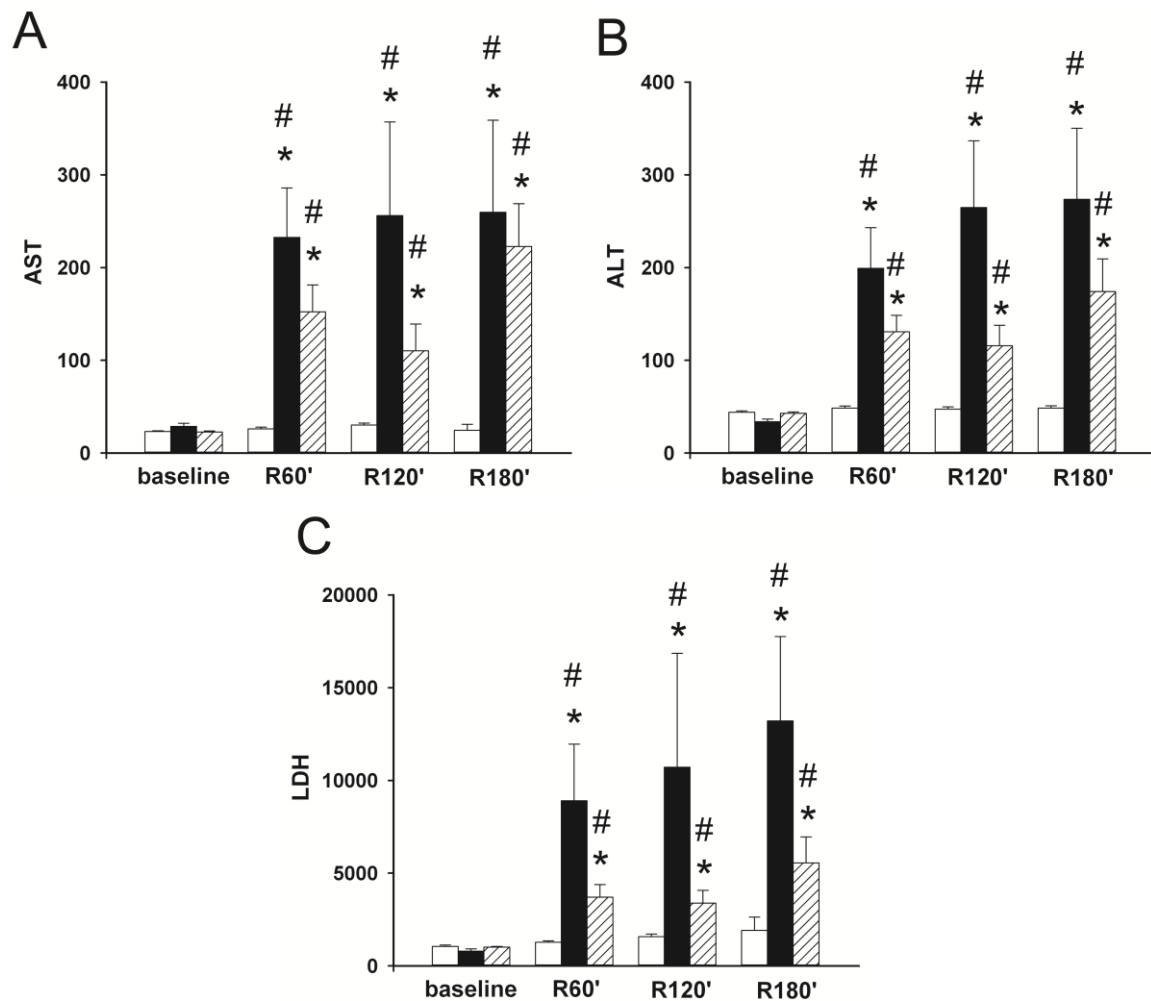 A
AST
400
300
200
100
0
# # #
* * *
# # #
* * *
baseline R60' R120' R180'
B
ALT
400
300
200
100
0
# # #
* * *
# # #
* * *
baseline R60' R120' R180'
C
LDH
20000
15000
10000
5000
0
# # #
* * *
# # #
* * *
baseline R60' R120' R180'